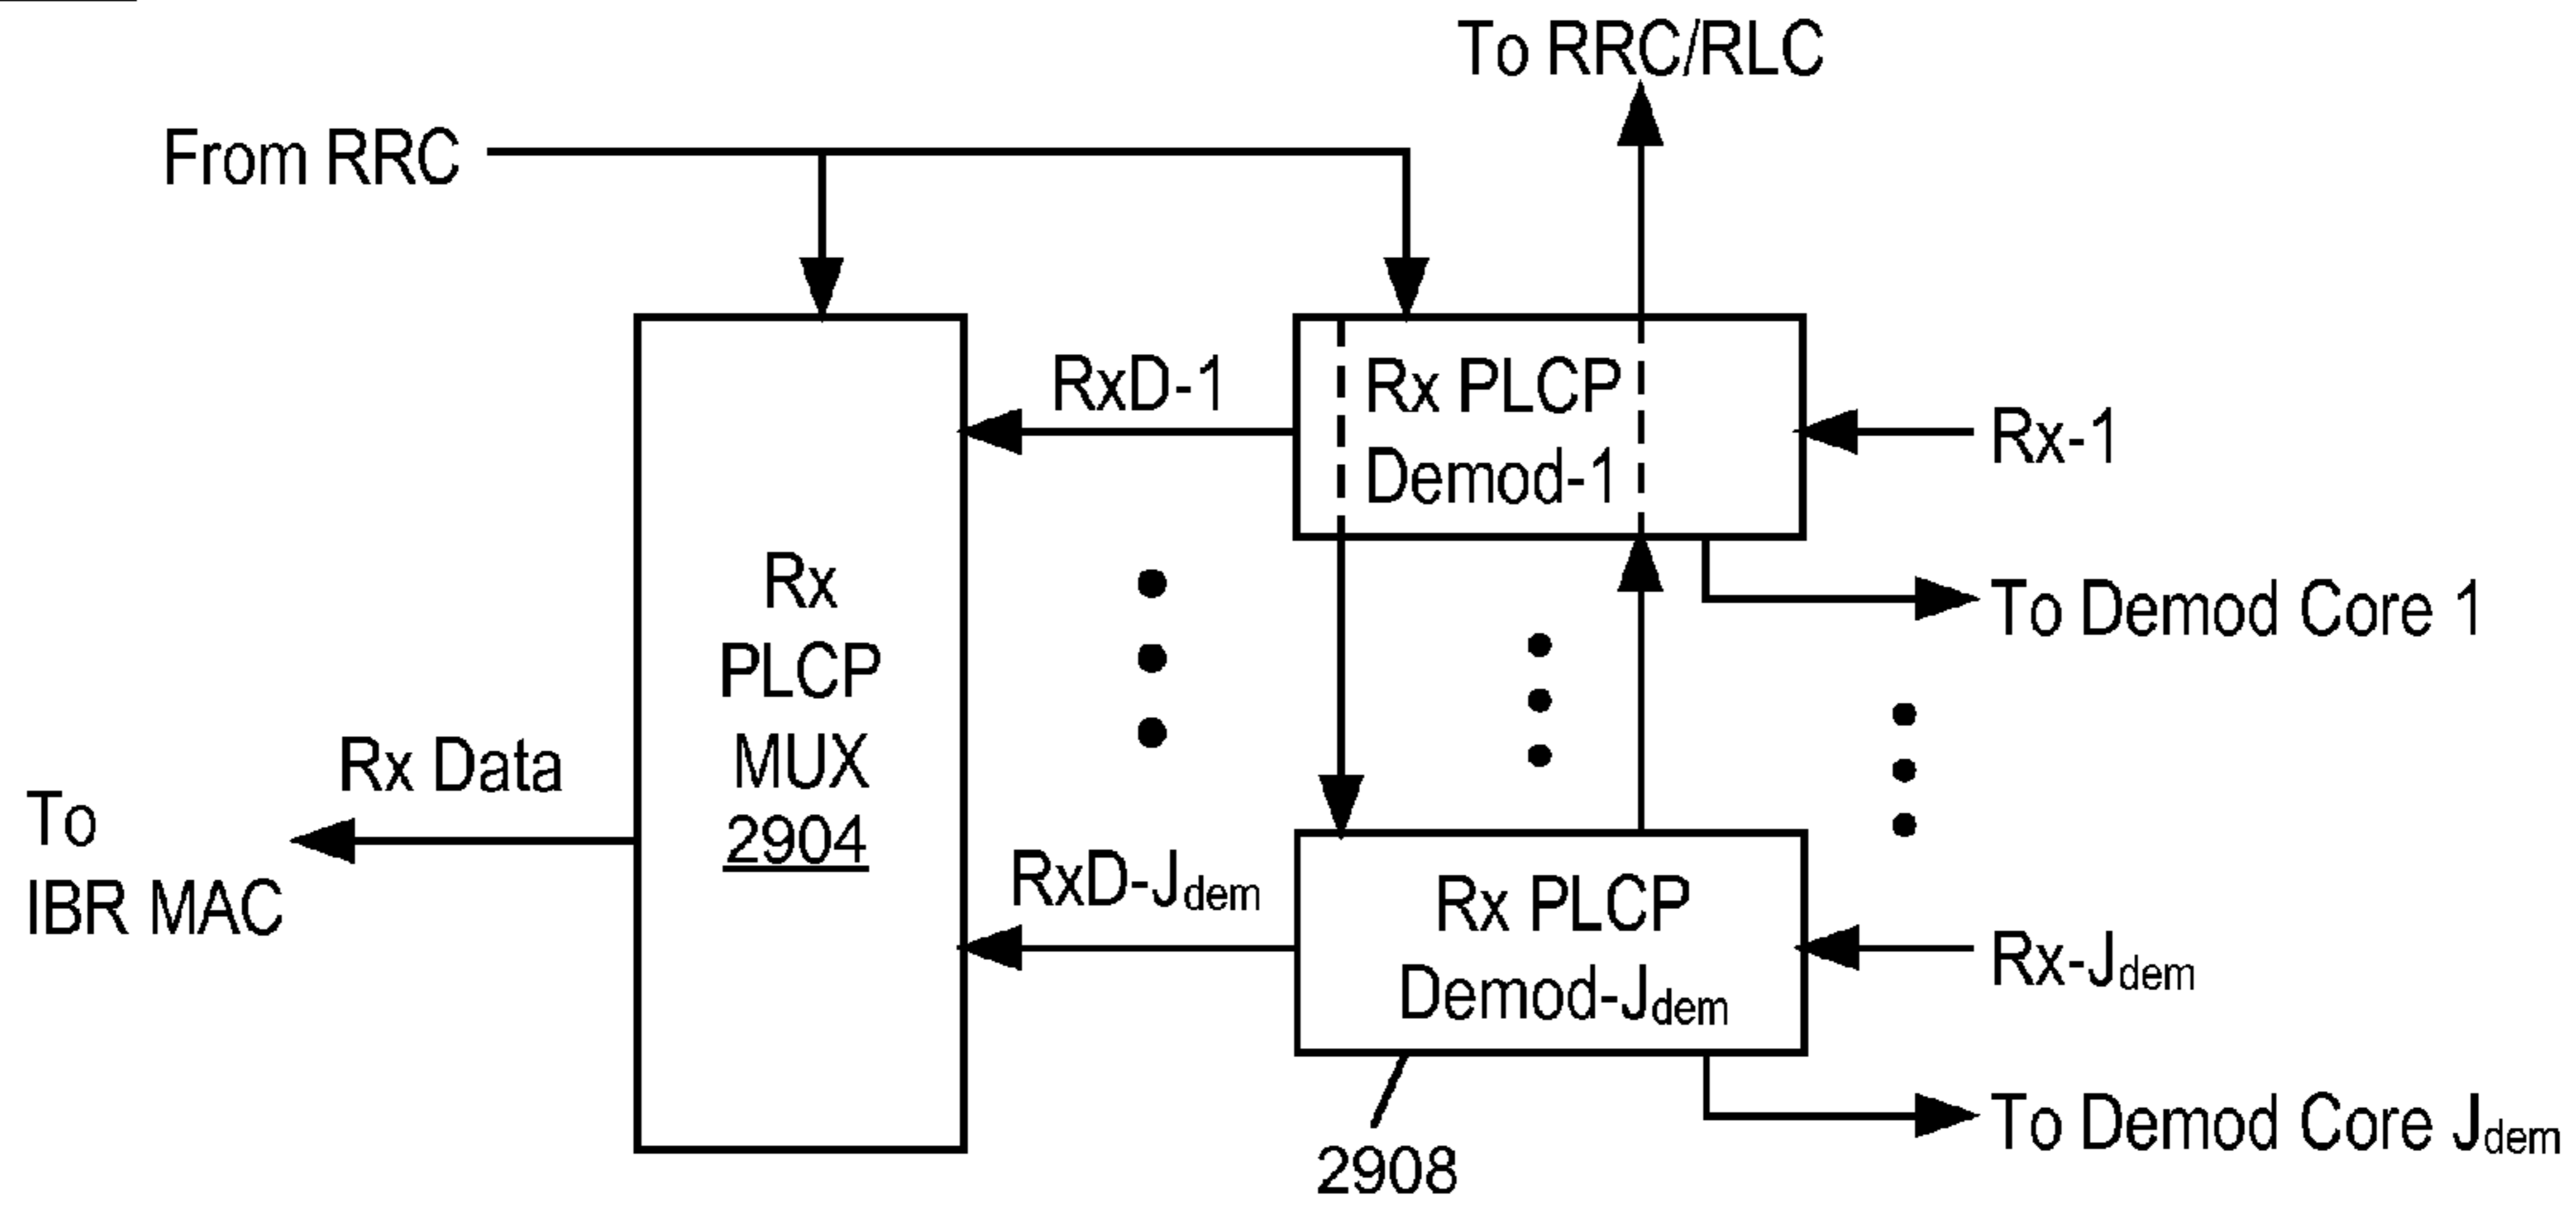 To RRC/RLC
From RRC
RxD-1
Rx PLCP
Demod-1
Rx-1
To Demod Core 1
Rx
PLCP
MUX
2904
Rx Data
To
IBR MAC
RxD-Jdem
Rx PLCP
Demod-Jdem
Rx-Jdem
To Demod Core Jdem
2908